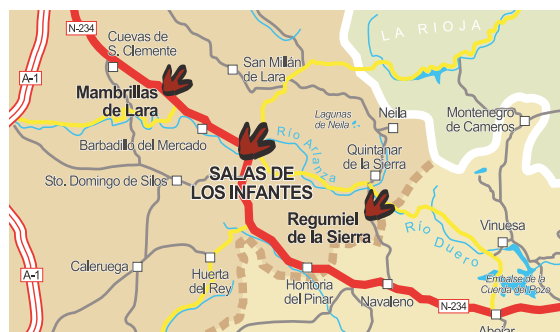 N-234
Cuevas de
S. Clemente
LA RIOJA
San Millán
de Lara
A-1
Mambrillas
de Lara
Lagunas
de Neila
Neila
Montenegro
de Cameros
Barbadillo del Mercado
Río Arlanza
Quintanar
de la Sierra
SALAS DE
LOS INFANTES
Sto. Domingo de Silos
Regumiel
de la Sierra
Río Duero
Vinuesa
Caleruega
A-1
Huerta
del Rey
Hontoria
del Pinar
Navaleno
Embalse de la
Cuerda del Pozo
N-234
Abejar